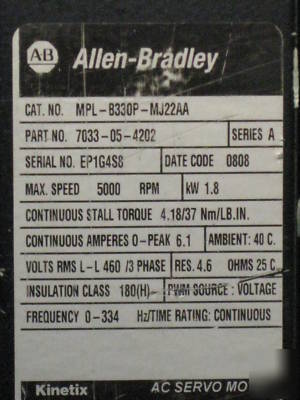 AB Allen-Bradley
CAT. NO. MPL-B330P-MJ22AA
PART NO. 7033-05-4202 SERIES A
SERIAL NO. EP1G4S8 DATE CODE 0808
MAX. SPEED 5000 RPM kW 1.8
CONTINUOUS STALL TORQUE 4.18/37 Nm/LB.IN.
CONTINUOUS AMPERES 0-PEAK 6.1 AMBIENT: 40 C.
VOLTS RMS L-L 460 /3 PHASE RES. 4.6 OHMS 25 C.
INSULATION CLASS 180(H) PWM SOURCE : VOLTAGE
FREQUENCY 0-334 Hz/TIME RATING: CONTINUOUS
Kinetix AC SERVO MO